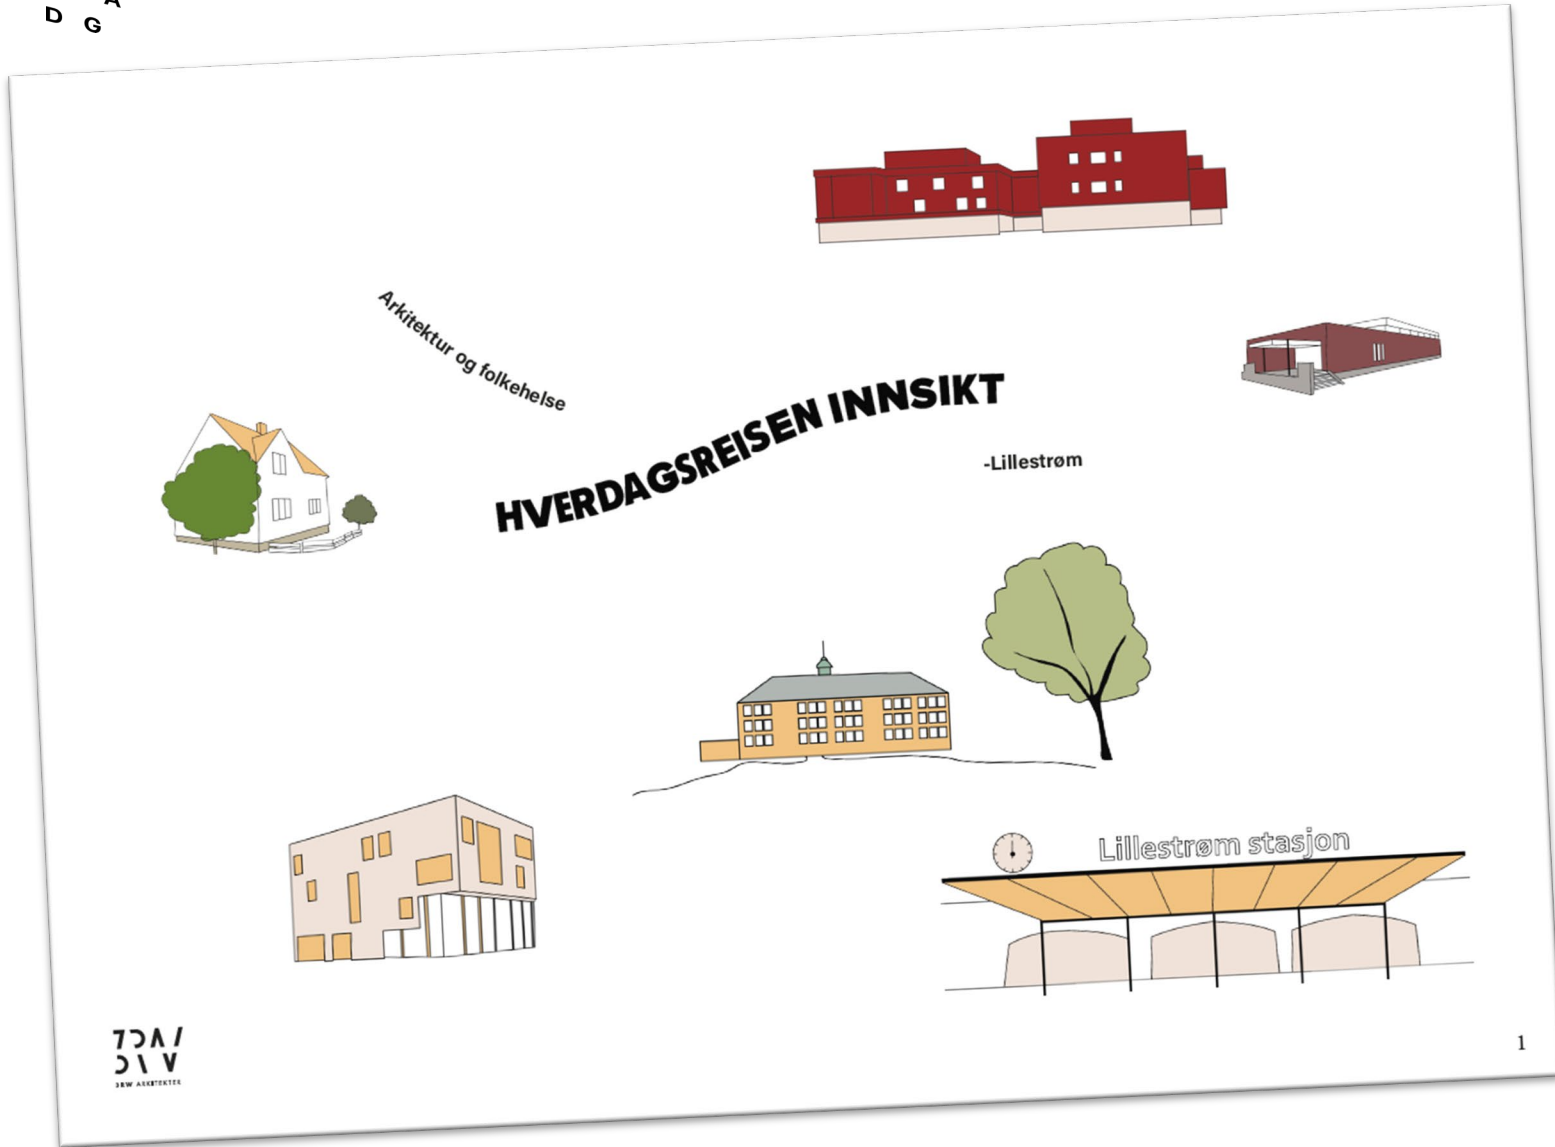 D G A
Arkitektur og folkehelse
HVERDAGSREISEN INNSIKT
-Lillestrøm
Lillestrøm stasjon
DRW ARKITEKTER
1